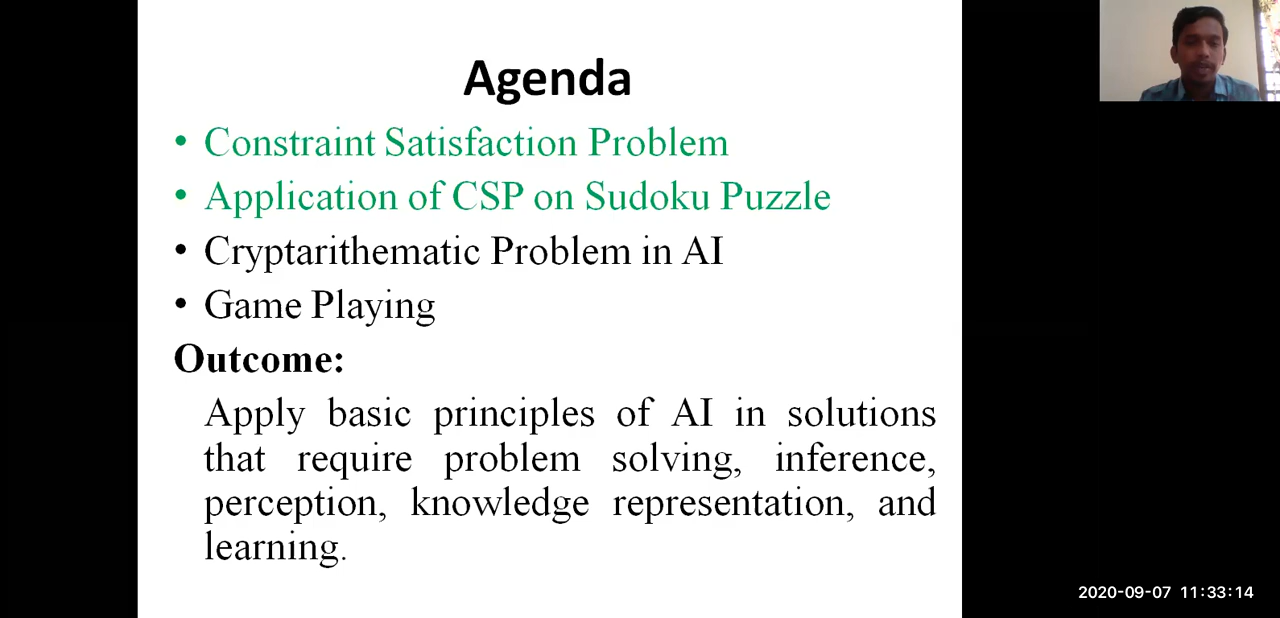 Agenda
• Constraint Satisfaction Problem
• Application of CSP on Sudoku Puzzle
• Cryptarithematic Problem in AI
• Game Playing
Outcome:
Apply basic principles of AI in solutions
that require problem solving, inference,
perception, knowledge representation, and
learning.
2020-09-07 11:33:14